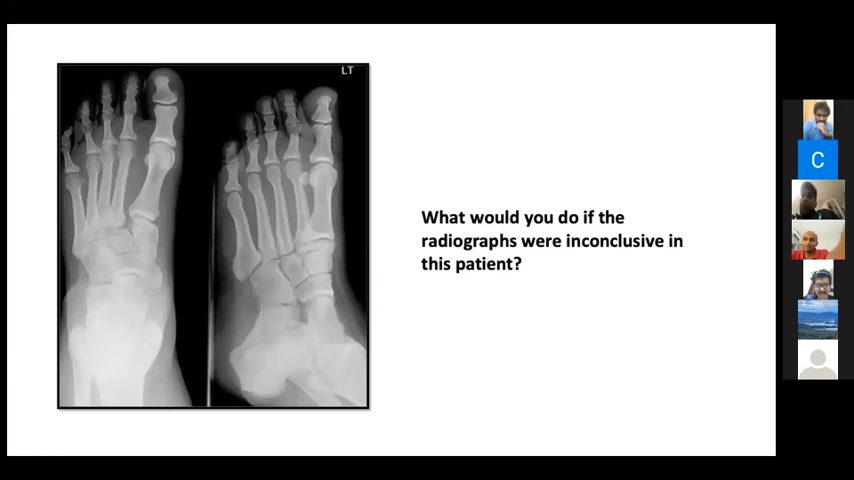 LT
What would you do if the
radiographs were inconclusive in
this patient?
C